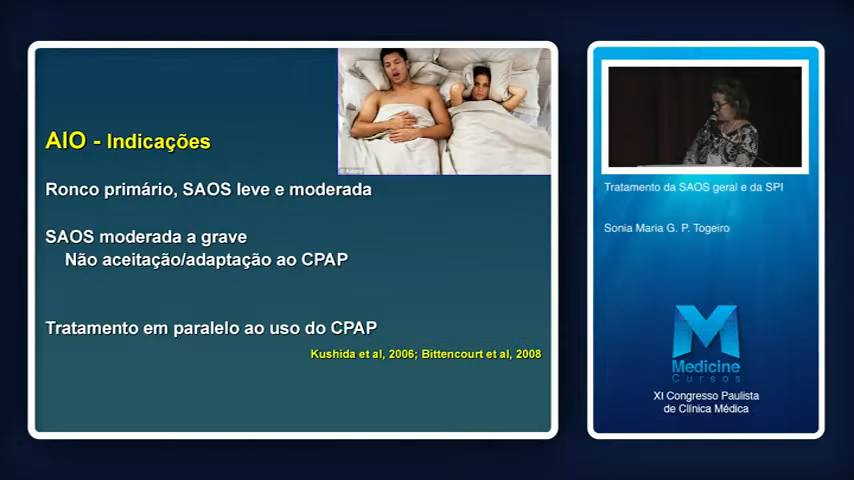 AIO - Indicações
Ronco primário, SAOS leve e moderada
SAOS moderada a grave
Não aceitação/adaptação ao CPAP
Tratamento em paralelo ao uso do CPAP
Kushida et al, 2006; Bittencourt et al, 2008
Tratamento da SAOS geral e da SPI
Sonia Maria G. P. Togeiro
Medicine
Cursos
XI Congresso Paulista
de Clínica Médica